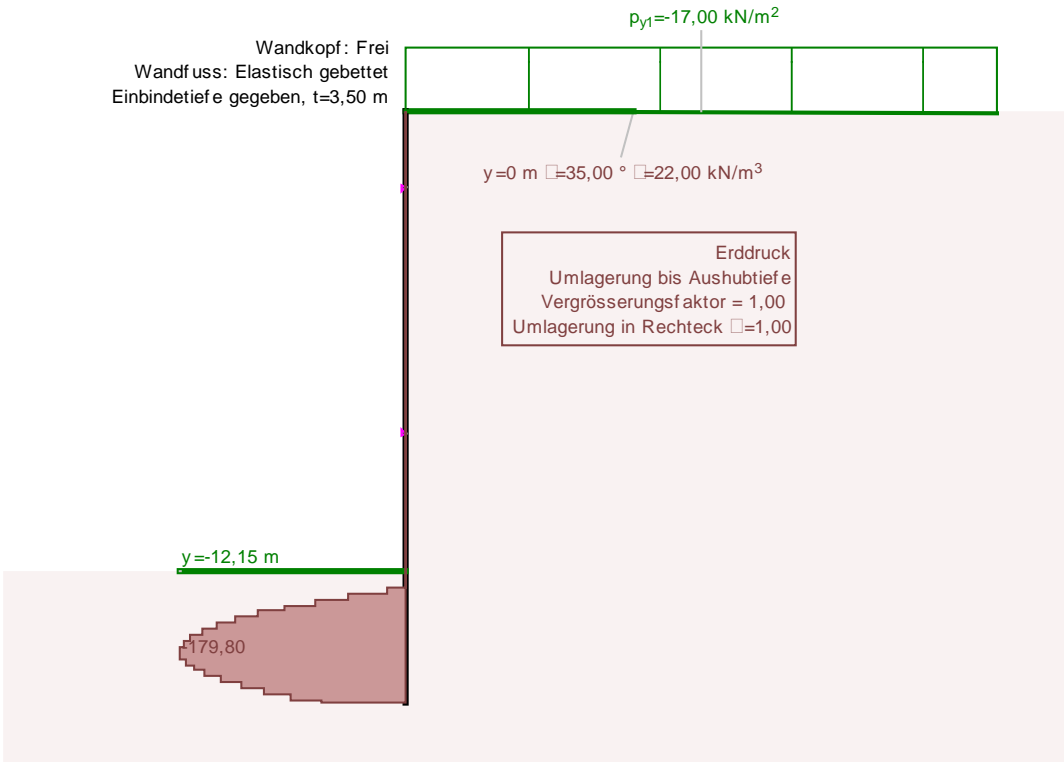 p_y1=-17,00 kN/m²
Wandkopf: Frei
Wandfuss: Elastisch gebettet
Einbindetiefe gegeben, t=3,50 m
y=0 m □=35,00 ° □=22,00 kN/m³
Erddruck
Umlagerung bis Aushubtiefe
Vergrösserungsfaktor = 1,00
Umlagerung in Rechteck □=1,00
y=-12,15 m
-179,80